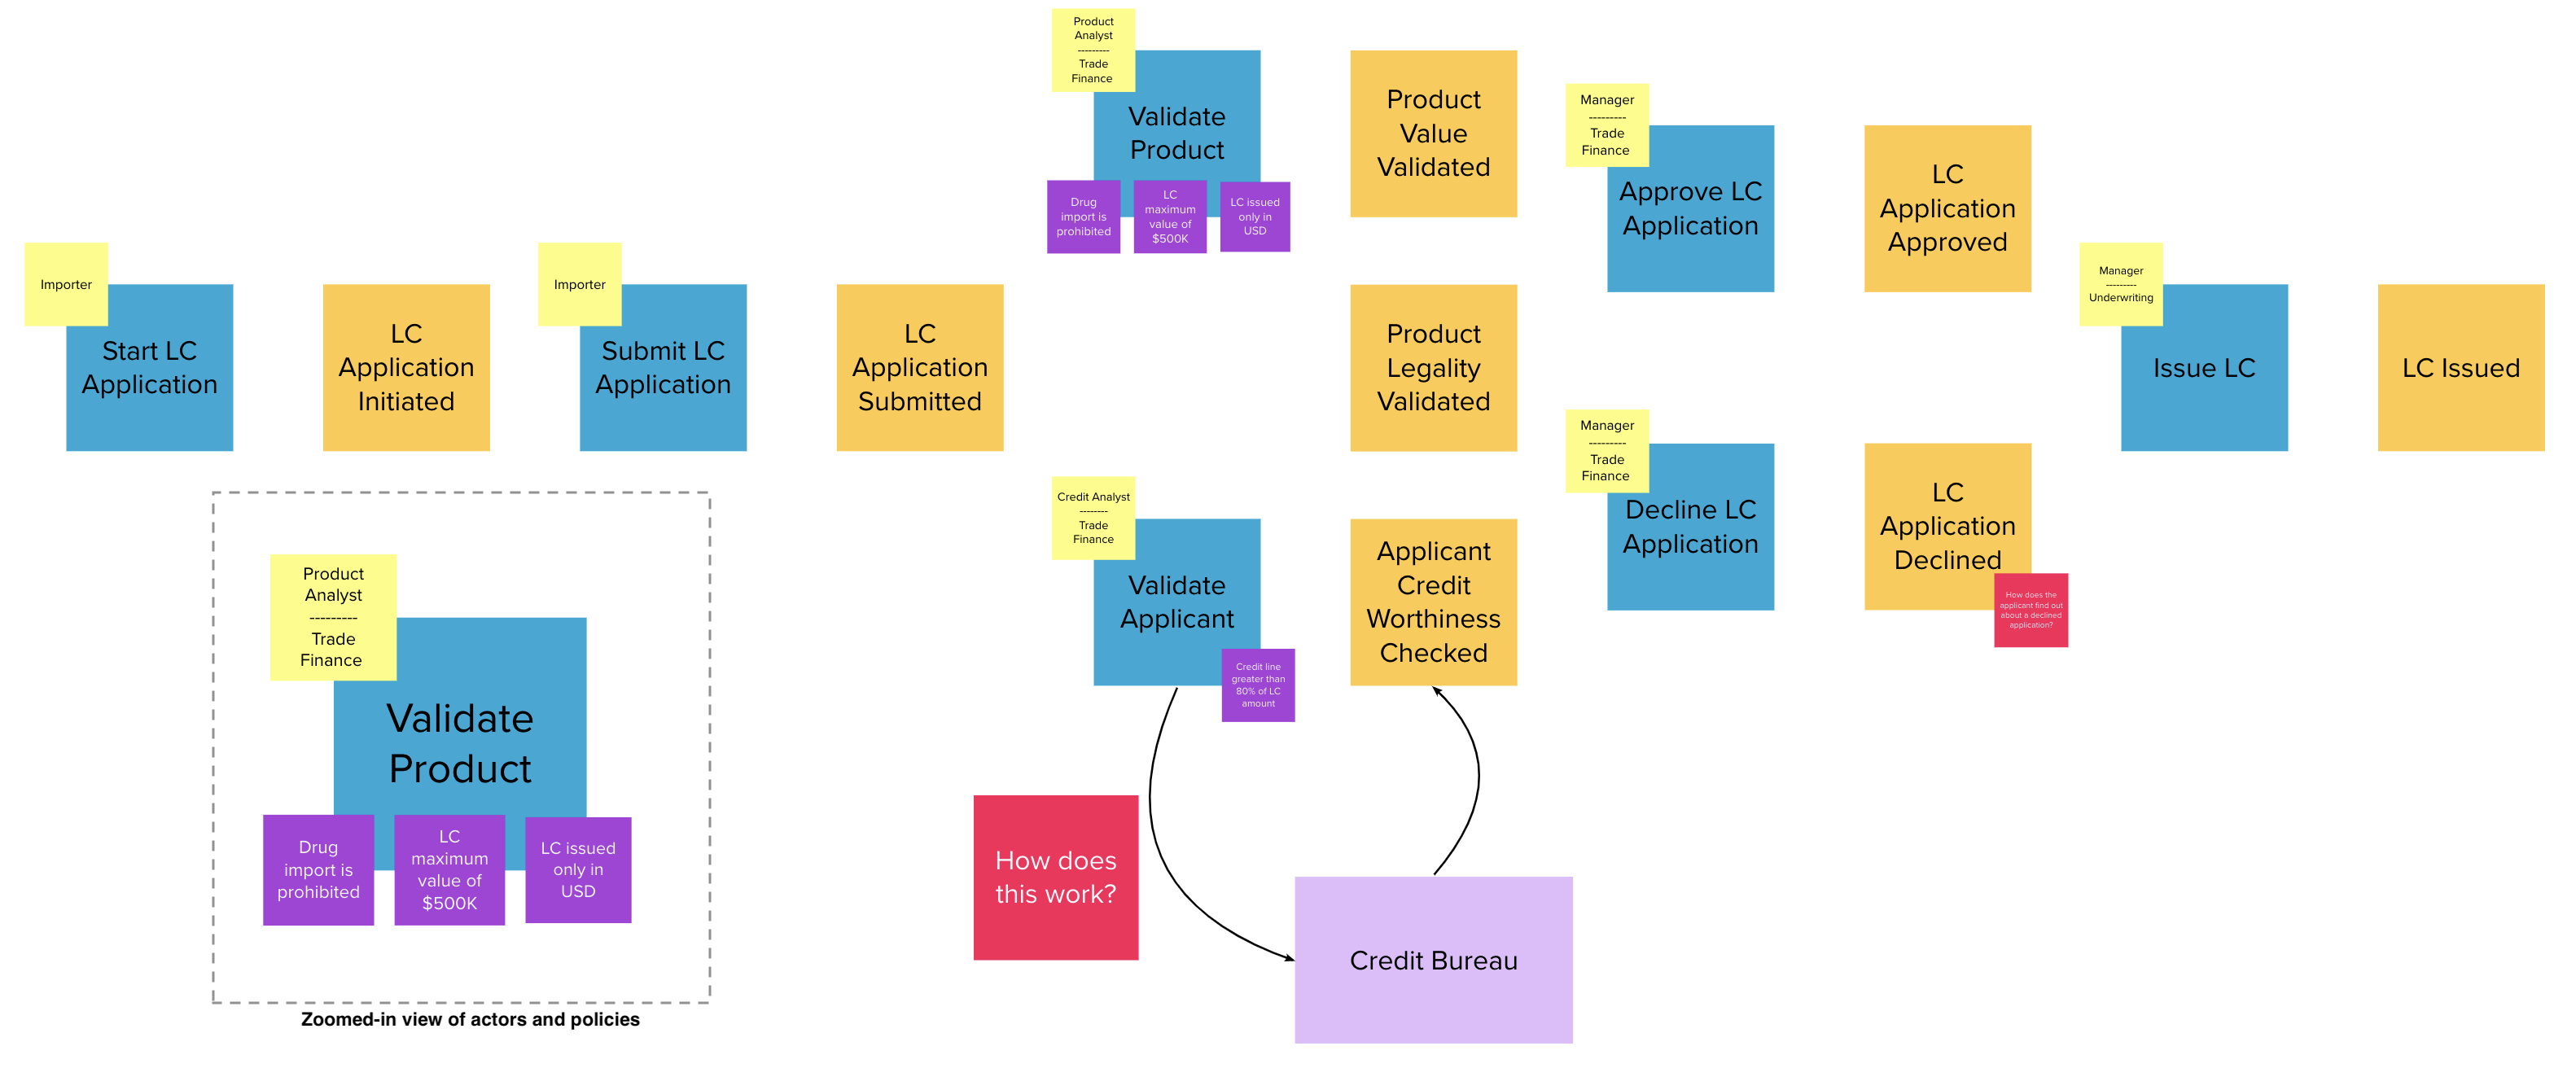 Product
Analyst
---------
Trade
Finance
Validate
Product
Drug
import is
prohibited
LC
maximum
value of
$500K
LC issued
only in
USD
Product
Value
Validated
Manager
---------
Trade
Finance
Approve LC
Application
LC
Application
Approved
Importer
Start LC
Application
LC
Application
Initiated
Importer
Submit LC
Application
LC
Application
Submitted
Product
Legality
Validated
Manager
---------
Underwriting
Issue LC
LC Issued
Manager
---------
Trade
Finance
Decline LC
Application
LC
Application
Declined
How does the
applicant find out
about a declined
application?
Credit Analyst
--------
Trade
Finance
Validate
Applicant
Credit line
greater than
80% of LC
amount
Applicant
Credit
Worthiness
Checked
Product
Analyst
---------
Trade
Finance
Validate
Product
Drug
import is
prohibited
LC
maximum
value of
$500K
LC issued
only in
USD
Zoomed-in view of actors and policies
How does
this work?
Credit Bureau